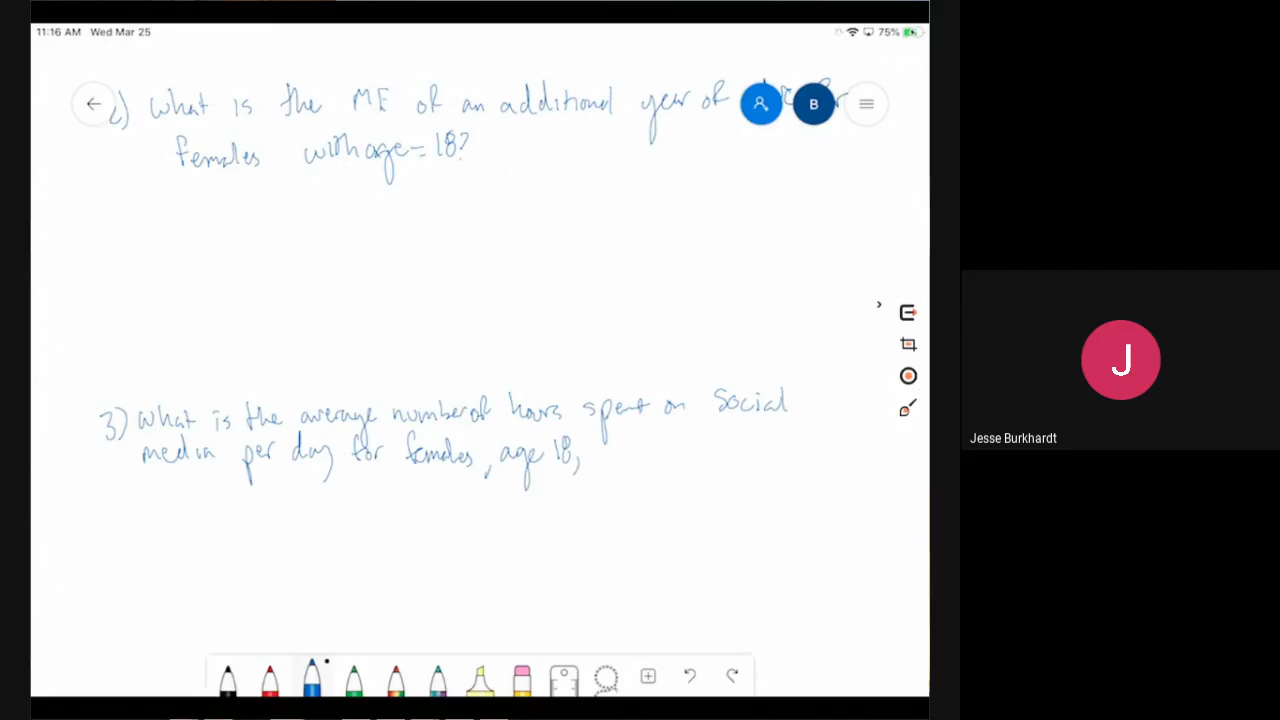 11:16 AM Wed Mar 25
75%
2) What is the ME of an additional year of
B
females with age = 18?
3) What is the average number of hours spent on social
media per day for females, age 18,
J
Jesse Burkhardt